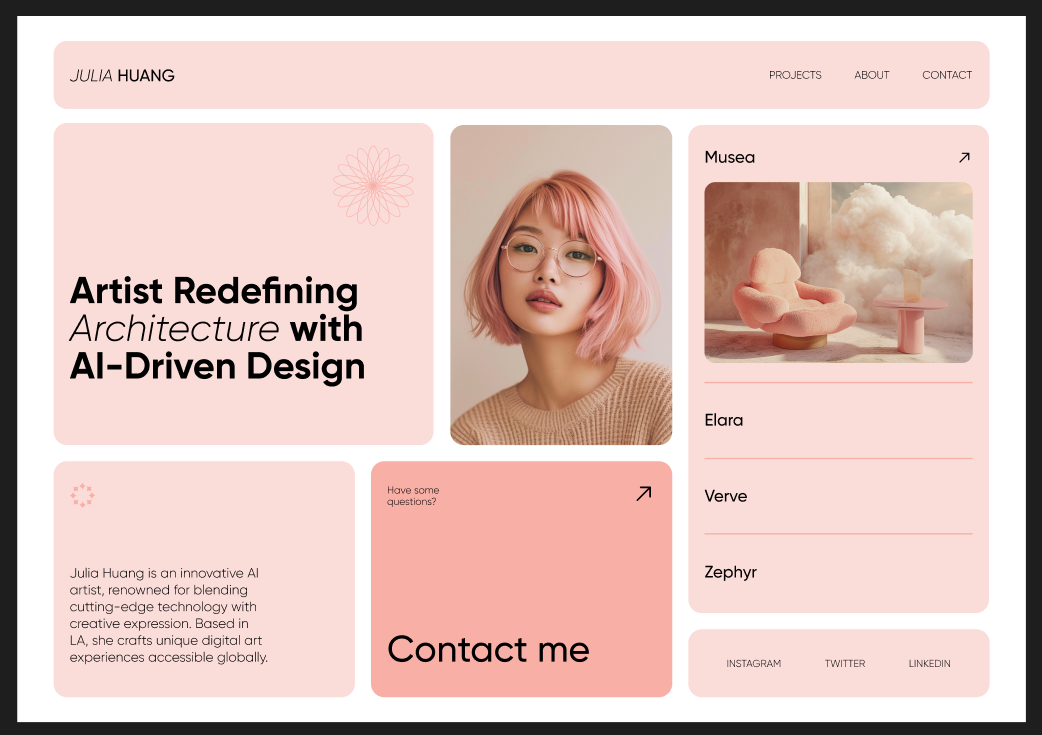 JULIA HUANG
PROJECTS ABOUT CONTACT
Artist Redefining
Architecture with
AI-Driven Design
Musea
Elara
Verve
Zephyr
Julia Huang is an innovative AI
artist, renowned for blending
cutting-edge technology with
creative expression. Based in
LA, she crafts unique digital art
experiences accessible globally.
Have some
questions?
Contact me
INSTAGRAM TWITTER LINKEDIN